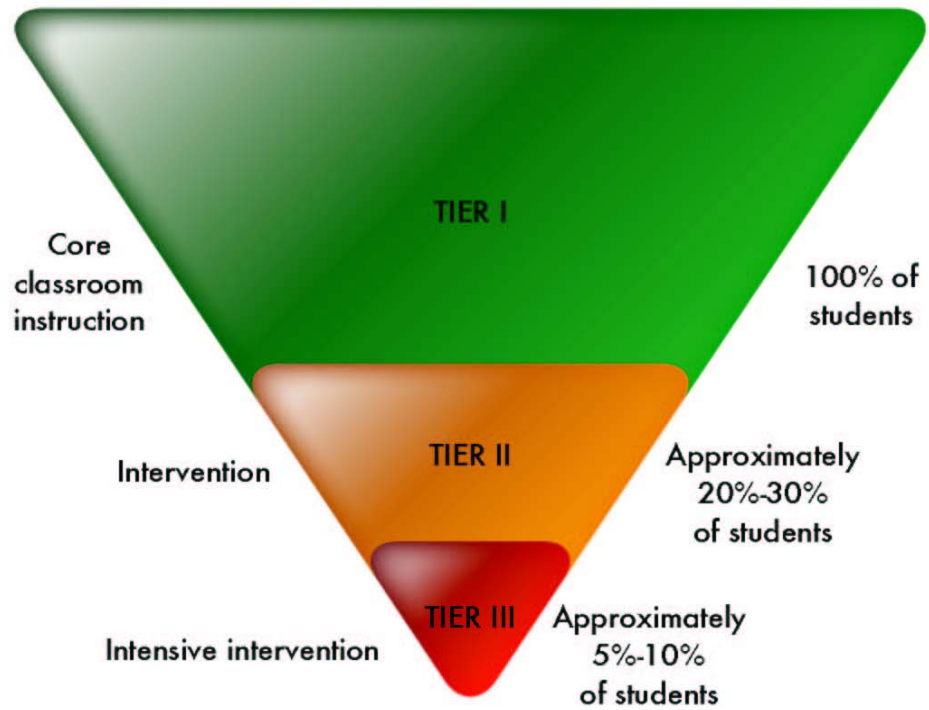 TIER I
Core
classroom
instruction
100% of
students
TIER II
Intervention
Approximately
20%-30%
of students
TIER III
Intensive intervention
Approximately
5%-10%
of students